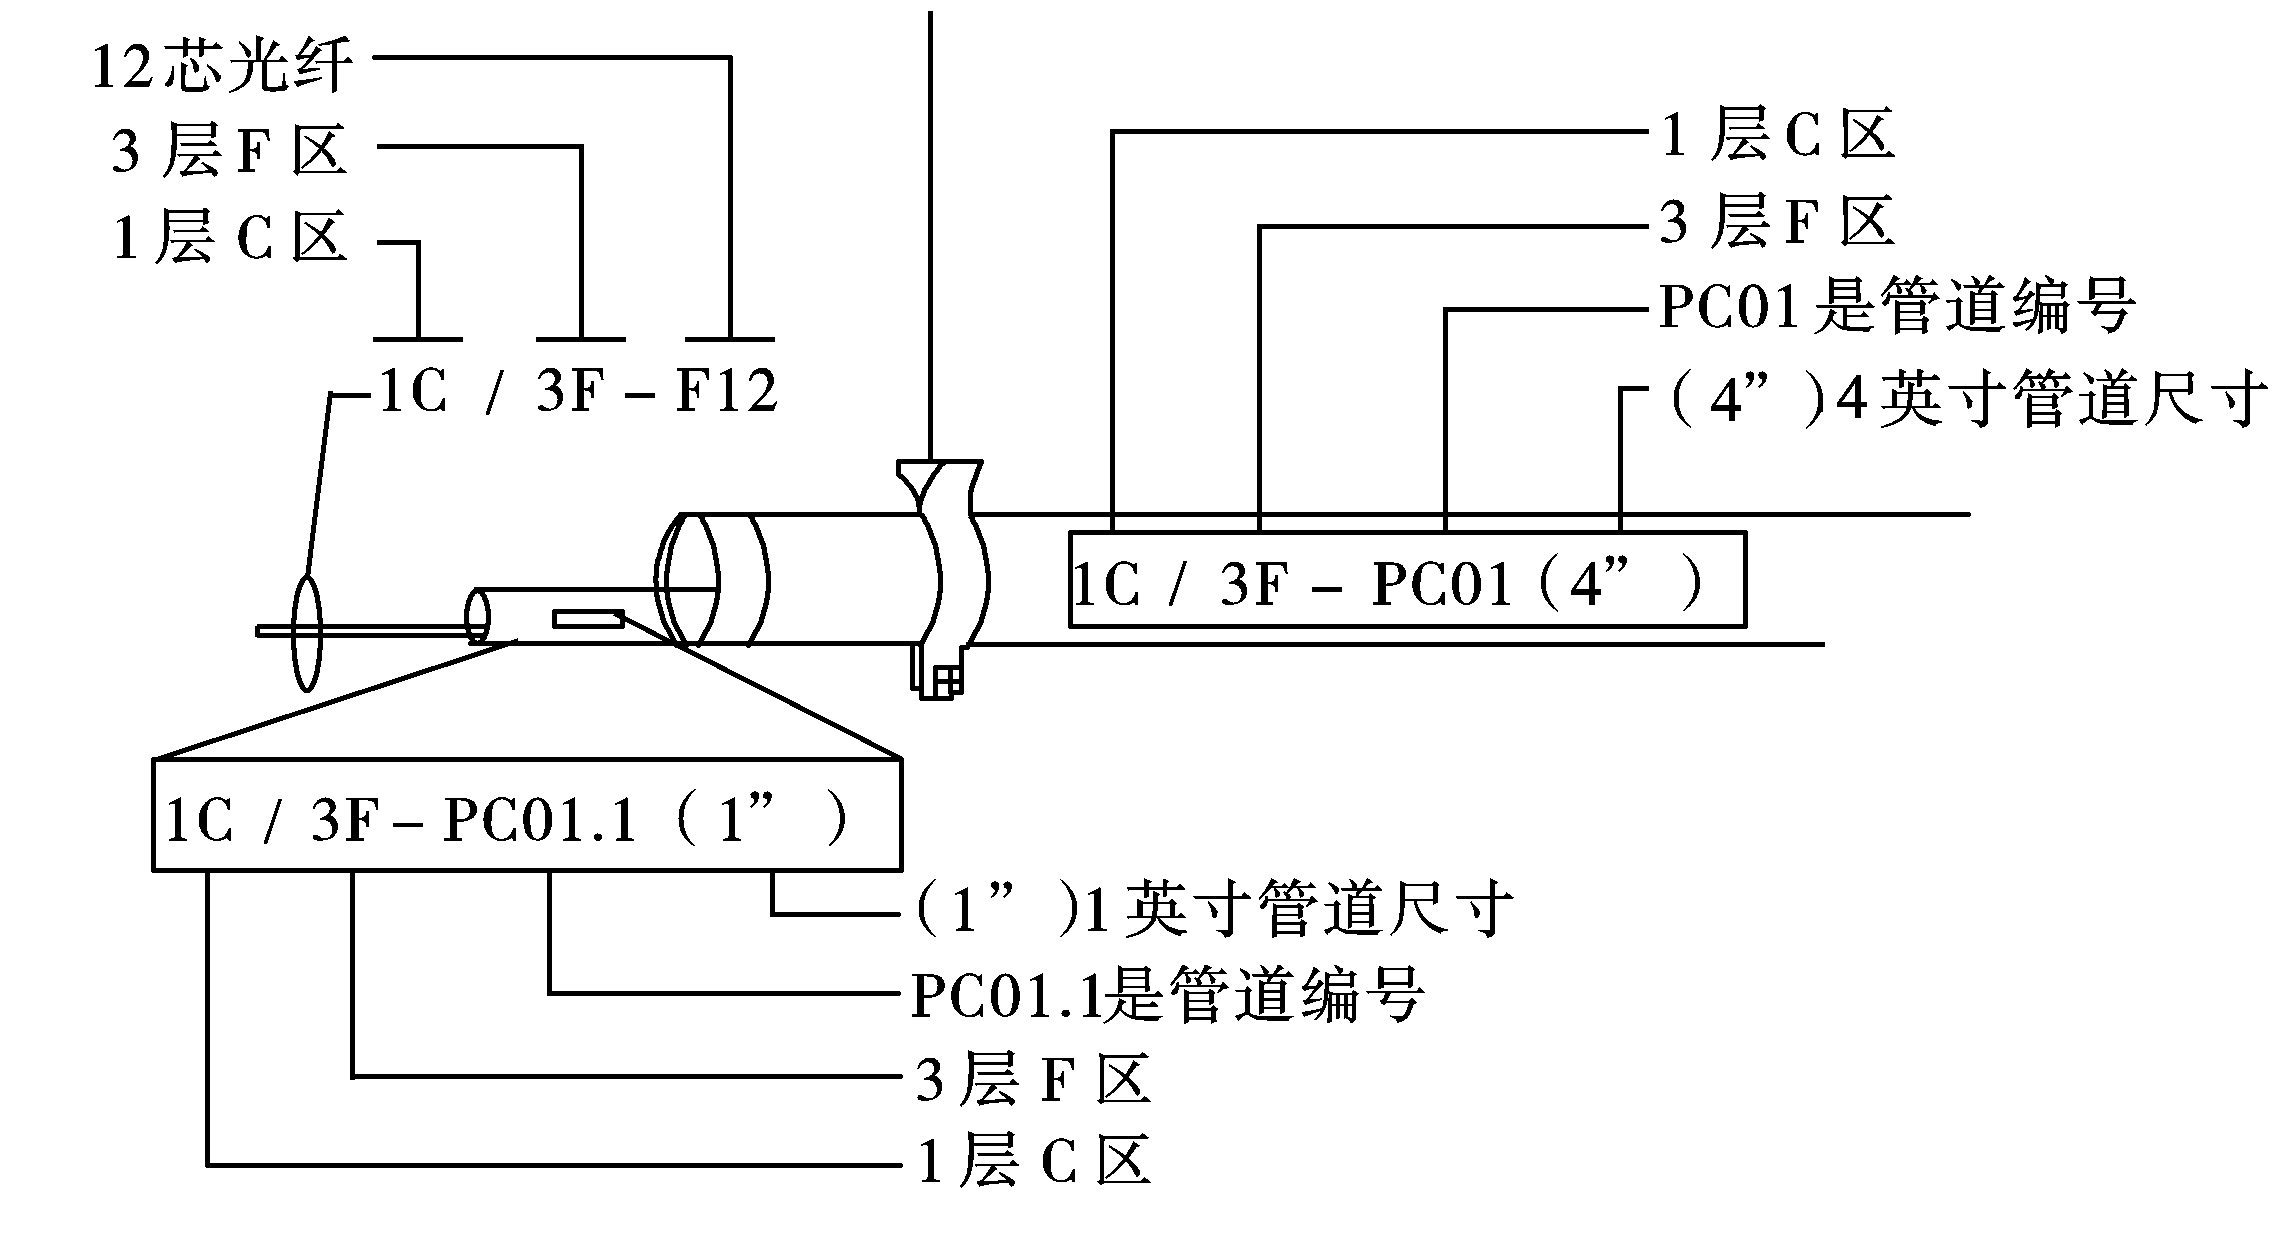 12芯光纤
3 层 F 区
1层 C 区
1C / 3F – F12
1 层 C 区
3 层 F 区
PC01是管道编号
(4” )4英寸管道尺寸
1C / 3F – PC01(4” )
1C / 3F – PC01.1 ( 1” )
(1” )1英寸管道尺寸
PC01.1是管道编号
3 层 F 区
1 层 C 区